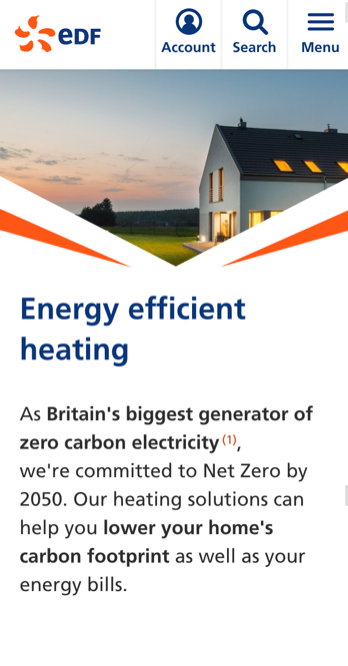 eDF
Account Search Menu
Energy efficient
heating
As Britain's biggest generator of
zero carbon electricity (1),
we're committed to Net Zero by
2050. Our heating solutions can
help you lower your home's
carbon footprint as well as your
energy bills.